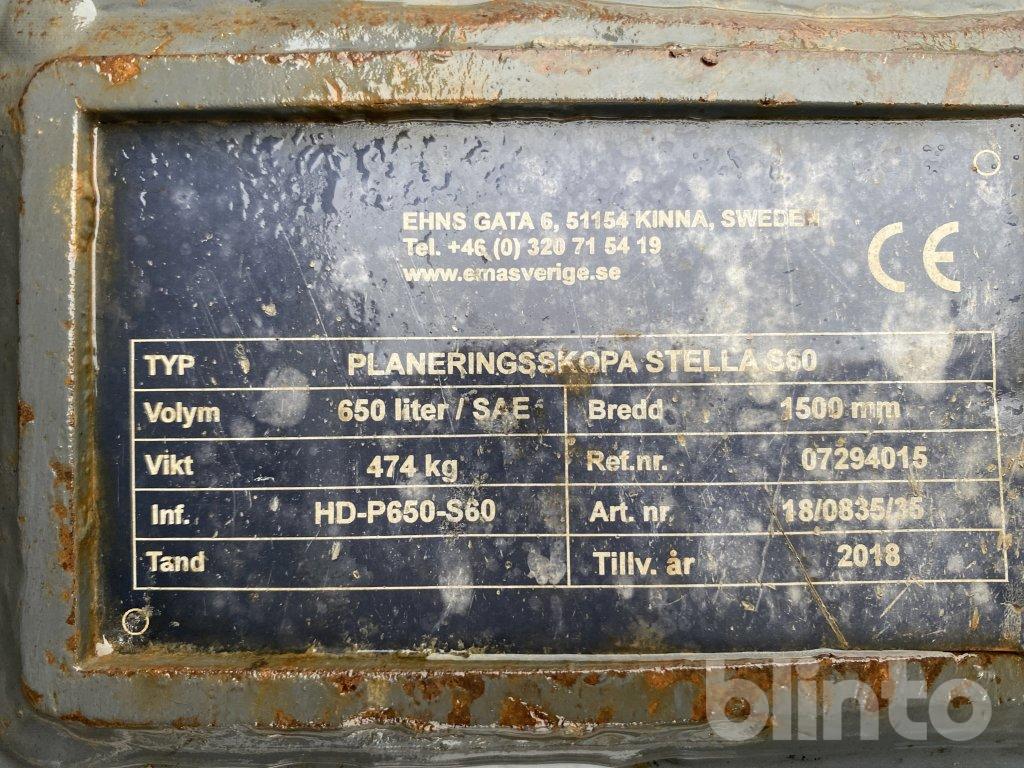 EHNS GATA 6, 51154 KINNA, SWEDEN
Tel. +46 (0) 320 71 54 19
www.emasverige.se
CE
TYP PLANERINGSSKOPA STELLA S60
Volym 650 liter / SAE Bredd 1500 mm
Vikt 474 kg Ref.nr. 07294015
Inf. HD-P650-S60 Art. nr 18/0835/35
Tand Tillv. år 2018
blinto